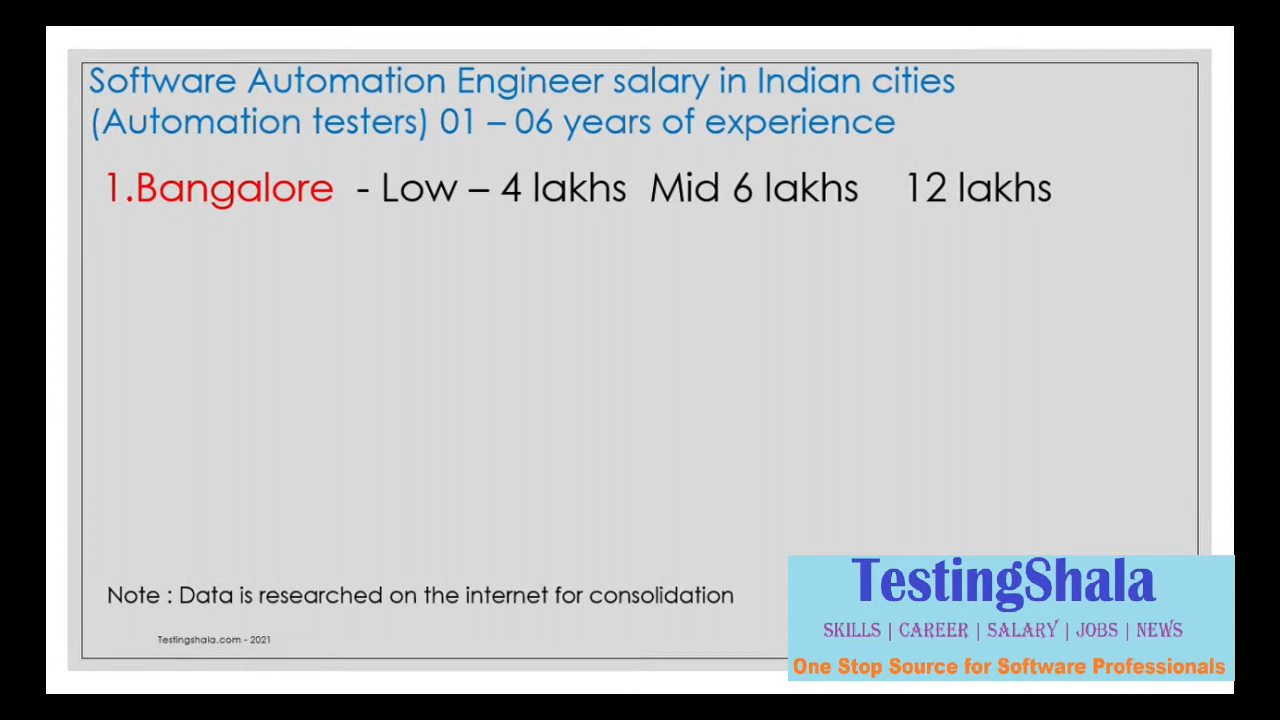 Software Automation Engineer salary in Indian cities
(Automation testers) 01 – 06 years of experience
1.Bangalore - Low – 4 lakhs Mid 6 lakhs 12 lakhs
Note : Data is researched on the internet for consolidation
Testingshala.com - 2021
TestingShala
SKILLS | CAREER | SALARY | JOBS | NEWS
One Stop Source for Software Professionals